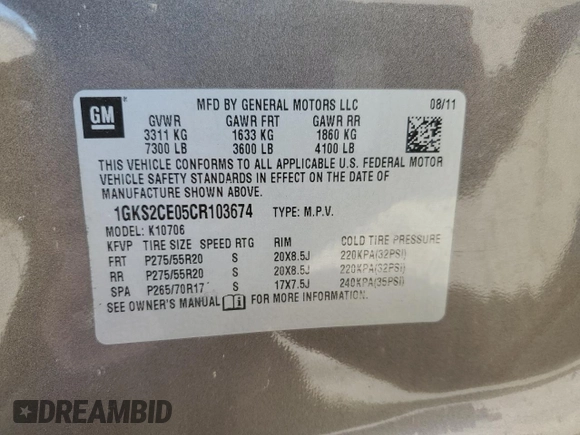 GM
MFD BY GENERAL MOTORS LLC 08/11
GVWR GAWR FRT GAWR RR
3311 KG 1633 KG 1860 KG
7300 LB 3600 LB 4100 LB
THIS VEHICLE CONFORMS TO ALL APPLICABLE U.S. FEDERAL MOTOR
VEHICLE SAFETY STANDARDS IN EFFECT ON THE DATE OF
MANUFACTURE SHOWN ABOVE.
1GKS2CE05CR103674 TYPE: M.P.V.
MODEL: K10706
KFVP TIRE SIZE SPEED RTG RIM COLD TIRE PRESSURE
FRT P275/55R20 S 20X8.5J 220KPA(32PSI)
RR P275/55R20 S 20X8.5J 220KPA(32PSI)
SPA P265/70R17 S 17X7.5J 240KPA(35PSI)
SEE OWNER'S MANUAL FOR MORE INFORMATION.
DREAMBID